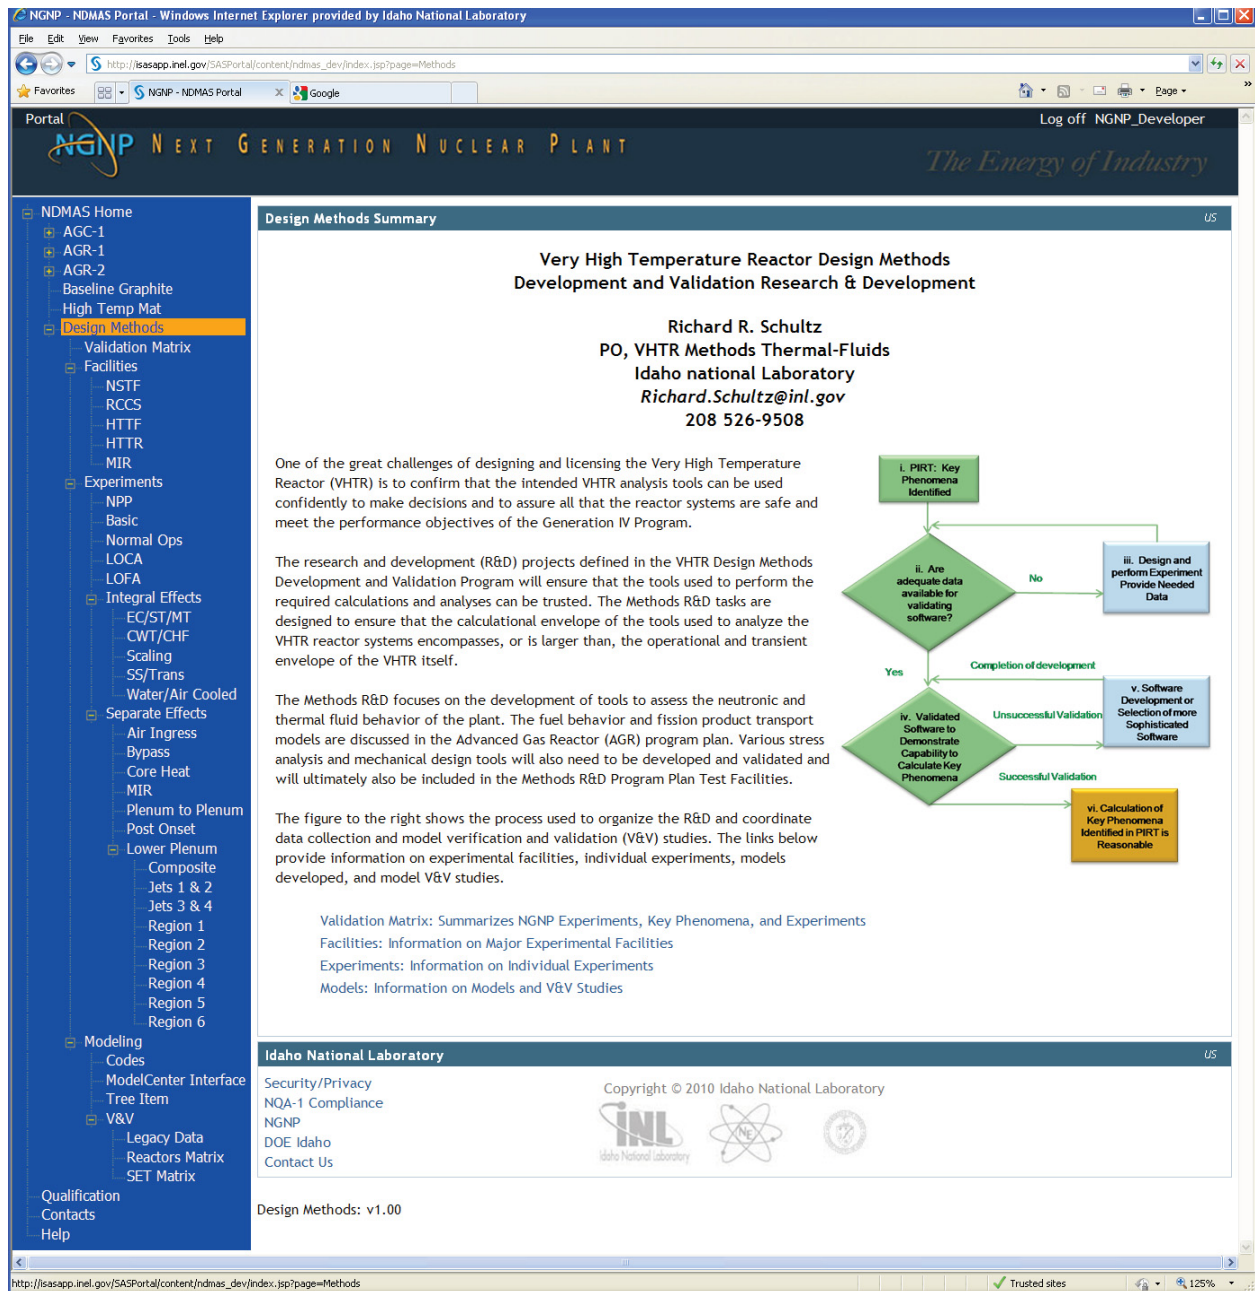 NGNP - NDMAS Portal - Windows Internet Explorer provided by Idaho National Laboratory
File Edit View Favorites Tools Help
http://isasapp.inel.gov/SASPortal/content/ndmas_dev/index.jsp?page=Methods
Favorites NGNP - NDMAS Portal Google Page
Portal
Log off NGNP_Developer
NGNP NEXT GENERATION NUCLEAR PLANT
The Energy of Industry
NDMAS Home
AGC-1
AGR-1
AGR-2
Baseline Graphite
High Temp Mat
Design Methods
Validation Matrix
Facilities
NSTF
RCCS
HTTF
HTTR
MIR
Experiments
NPP
Basic
Normal Ops
LOCA
LOFA
Integral Effects
EC/ST/MT
CWT/CHF
Scaling
SS/Trans
Water/Air Cooled
Separate Effects
Air Ingress
Bypass
Core Heat
MIR
Plenum to Plenum
Post Onset
Lower Plenum
Composite
Jets 1 & 2
Jets 3 & 4
Region 1
Region 2
Region 3
Region 4
Region 5
Region 6
Modeling
Codes
ModelCenter Interface
Tree Item
V&V
Legacy Data
Reactors Matrix
SET Matrix
Qualification
Contacts
Help
Design Methods Summary
US
Very High Temperature Reactor Design Methods
Development and Validation Research & Development
Richard R. Schultz
PO, VHTR Methods Thermal-Fluids
Idaho national Laboratory
Richard.Schultz@inl.gov
208 526-9508
One of the great challenges of designing and licensing the Very High Temperature
Reactor (VHTR) is to confirm that the intended VHTR analysis tools can be used
confidently to make decisions and to assure all that the reactor systems are safe and
meet the performance objectives of the Generation IV Program.
The research and development (R&D) projects defined in the VHTR Design Methods
Development and Validation Program will ensure that the tools used to perform the
required calculations and analyses can be trusted. The Methods R&D tasks are
designed to ensure that the calculational envelope of the tools used to analyze the
VHTR reactor systems encompasses, or is larger than, the operational and transient
envelope of the VHTR itself.
The Methods R&D focuses on the development of tools to assess the neutronic and
thermal fluid behavior of the plant. The fuel behavior and fission product transport
models are discussed in the Advanced Gas Reactor (AGR) program plan. Various stress
analysis and mechanical design tools will also need to be developed and validated and
will ultimately also be included in the Methods R&D Program Plan Test Facilities.
The figure to the right shows the process used to organize the R&D and coordinate
data collection and model verification and validation (V&V) studies. The links below
provide information on experimental facilities, individual experiments, models
developed, and model V&V studies.
i. PIRT: Key
Phenomena
Identified
ii. Are
adequate data
available for
validating
software?
No
iii. Design and
perform Experiment
Provide Needed
Data
Yes
Completion of development
iv. Validated
Software to
Demonstrate
Capability to
Calculate Key
Phenomena
Unsuccessful Validation
v. Software
Development or
Selection of more
Sophisticated
Software
Successful Validation
vi. Calculation of
Key Phenomena
Identified in PIRT is
Reasonable
Validation Matrix: Summarizes NGNP Experiments, Key Phenomena, and Experiments
Facilities: Information on Major Experimental Facilities
Experiments: Information on Individual Experiments
Models: Information on Models and V&V Studies
Idaho National Laboratory
US
Security/Privacy
NQA-1 Compliance
NGNP
DOE Idaho
Contact Us
Copyright © 2010 Idaho National Laboratory
INL
Idaho National Laboratory
NE
Design Methods: v1.00
http://isasapp.inel.gov/SASPortal/content/ndmas_dev/index.jsp?page=Methods
Trusted sites
125%